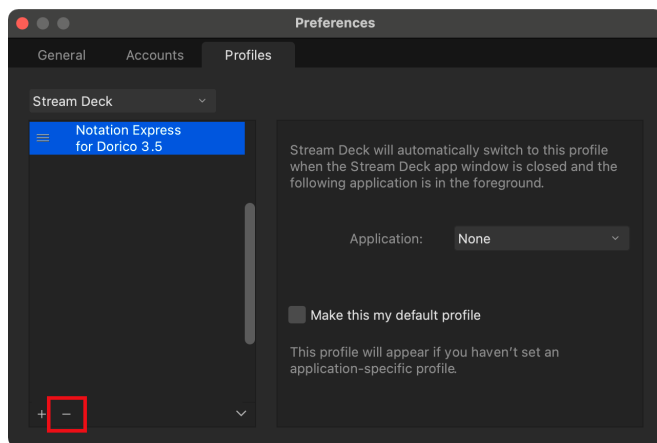 Preferences
General Accounts Profiles
Stream Deck
Notation Express
for Dorico 3.5
Stream Deck will automatically switch to this profile
when the Stream Deck app window is closed and the
following application is in the foreground.
Application: None
Make this my default profile
This profile will appear if you haven't set an
application-specific profile.
+ −